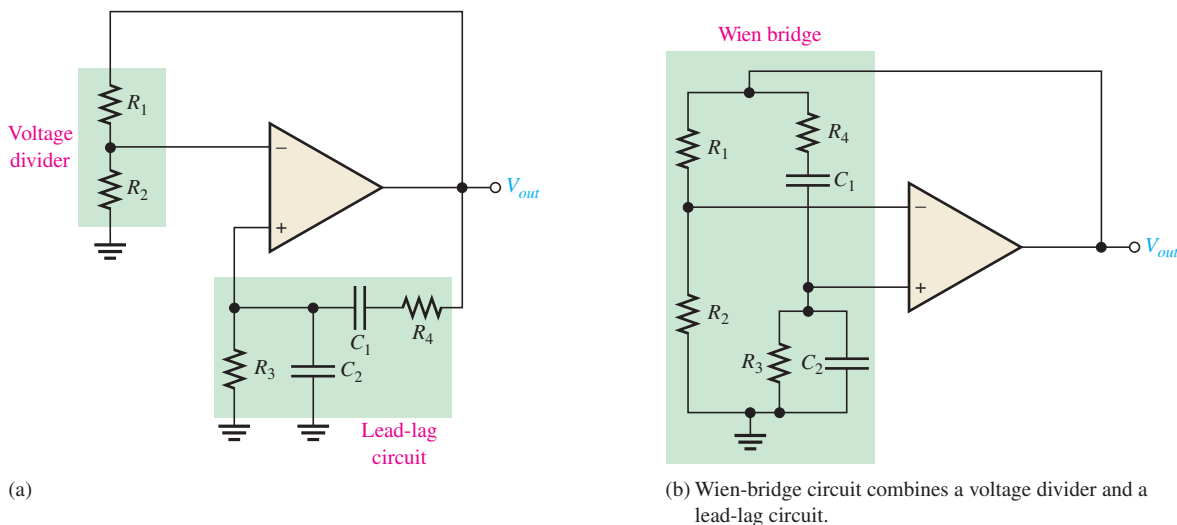 Voltage
divider
R1
R2
−
+
Vout
R3
C2
C1
R4
Lead-lag
circuit
(a)
Wien bridge
R1
R4
C1
−
+
Vout
R2
R3
C2
(b) Wien-bridge circuit combines a voltage divider and a
lead-lag circuit.